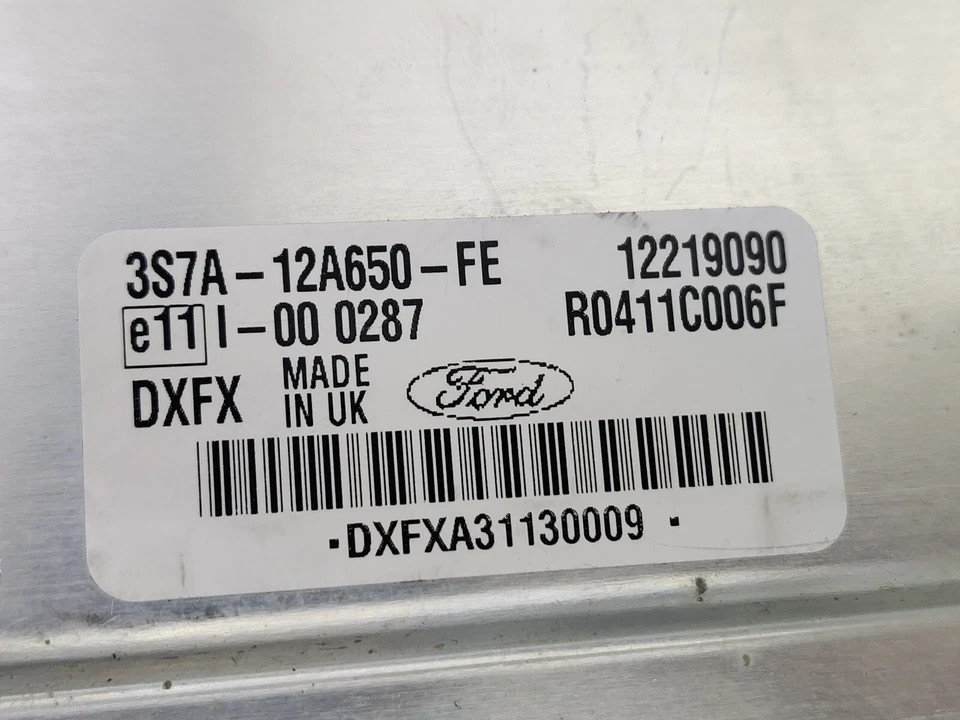 3S7A-12A650-FE 12219090
e11 I-00 0287 R0411C006F
DXFX MADE IN UK Ford
·DXFXA31130009 ·